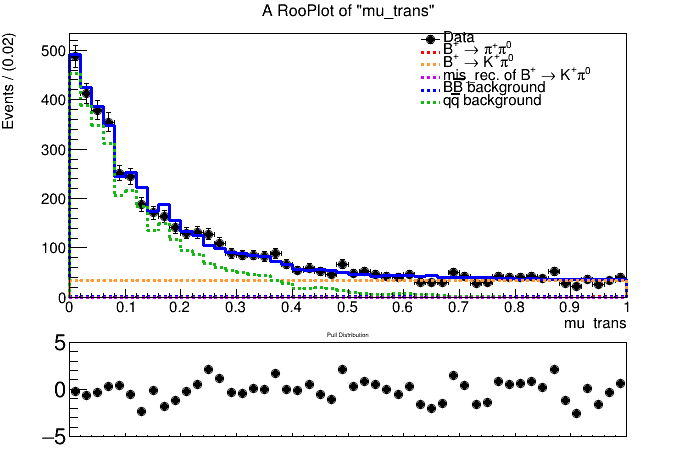 A RooPlot of "mu_trans"
Events / (0.02)
500
400
300
200
100
0
Data
B⁺ → π⁺π⁰
B⁺ → K⁺π⁰
mis_rec. of B⁺ → K⁺π⁰
BB̅ background
qq̅ background
0 0.1 0.2 0.3 0.4 0.5 0.6 0.7 0.8 0.9 1
mu_trans
Pull Distribution
5
0
−5